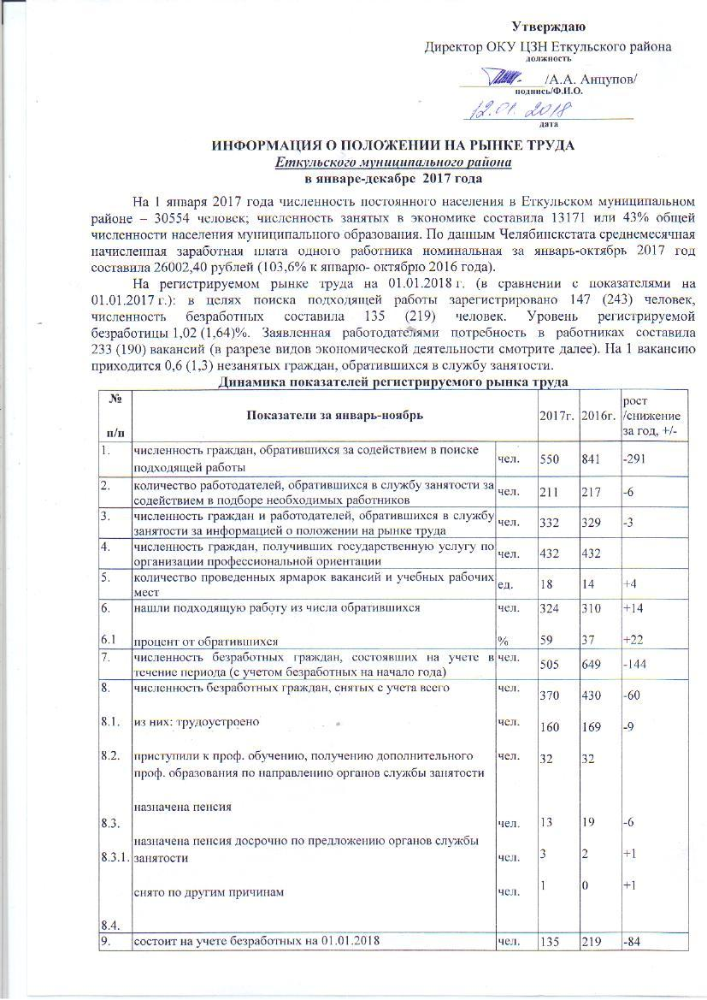 Утверждаю
Директор ОКУ ЦЗН Еткульского района
должность
/А.А. Анцупов/
подпись/Ф.И.О.
12.01. 2018
дата
ИНФОРМАЦИЯ О ПОЛОЖЕНИИ НА РЫНКЕ ТРУДА
Еткульского муниципального района
в январе-декабре 2017 года
На 1 января 2017 года численность постоянного населения в Еткульском муниципальном
районе – 30554 человек; численность занятых в экономике составила 13171 или 43% общей
численности населения муниципального образования. По данным Челябинскстата среднемесячная
начисленная заработная плата одного работника номинальная за январь-октябрь 2017 год
составила 26002,40 рублей (103,6% к январю- октябрю 2016 года).
На регистрируемом рынке труда на 01.01.2018 г. (в сравнении с показателями на
01.01.2017 г.): в целях поиска подходящей работы зарегистрировано 147 (243) человек,
численность безработных составила 135 (219) человек. Уровень регистрируемой
безработицы 1,02 (1,64)%. Заявленная работодателями потребность в работниках составила
233 (190) вакансий (в разрезе видов экономической деятельности смотрите далее). На 1 вакансию
приходится 0,6 (1,3) незанятых граждан, обратившихся в службу занятости.
Динамика показателей регистрируемого рынка труда
№ п/п Показатели за январь-ноябрь 2017г. 2016г. рост /снижение за год, +/-
1. численность граждан, обратившихся за содействием в поиске
подходящей работы чел. 550 841 -291
2. количество работодателей, обратившихся в службу занятости за
содействием в подборе необходимых работников чел. 211 217 -6
3. численность граждан и работодателей, обратившихся в службу
занятости за информацией о положении на рынке труда чел. 332 329 -3
4. численность граждан, получивших государственную услугу по
организации профессиональной ориентации чел. 432 432
5. количество проведенных ярмарок вакансий и учебных рабочих
мест ед. 18 14 +4
6. нашли подходящую работу из числа обратившихся чел. 324 310 +14
6.1 процент от обратившихся % 59 37 +22
7. численность безработных граждан, состоявших на учете в
течение периода (с учетом безработных на начало года) чел. 505 649 -144
8. численность безработных граждан, снятых с учета всего чел. 370 430 -60
8.1. из них: трудоустроено чел. 160 169 -9
8.2. приступили к проф. обучению, получению дополнительного чел. 32 32
проф. образования по направлению органов службы занятости
назначена пенсия
8.3. чел. 13 19 -6
назначена пенсия досрочно по предложению органов службы
8.3.1. занятости чел. 3 2 +1
снято по другим причинам чел. 1 0 +1
8.4.
9. состоит на учете безработных на 01.01.2018 чел. 135 219 -84